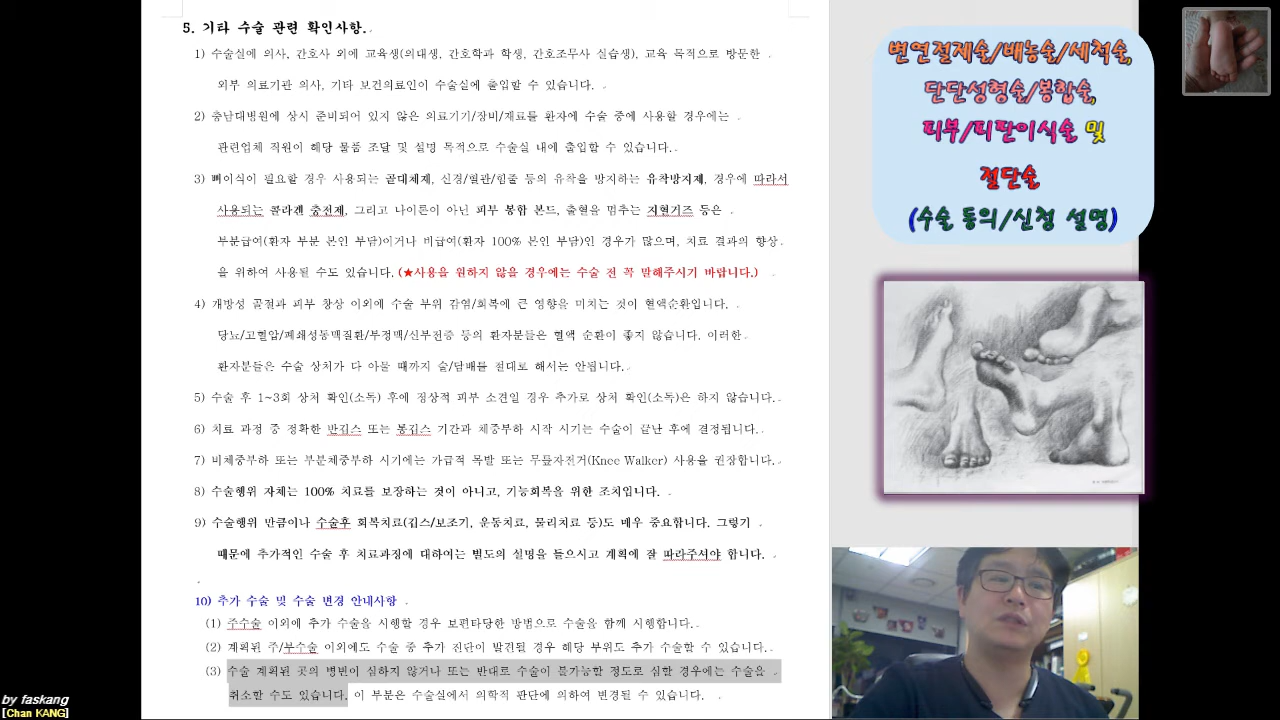 5. 기타 수술 관련 확인사항.
1) 수술실에 의사, 간호사 외에 교육생(의대생, 간호학과 학생, 간호조무사 실습생), 교육 목적으로 방문한
외부 의료기관 의사, 기타 보건의료인이 수술실에 출입할 수 있습니다.
2) 충남대병원에 상시 준비되어 있지 않은 의료기기/장비/재료를 환자에 수술 중에 사용할 경우에는
관련업체 직원이 해당 물품 조달 및 설명 목적으로 수술실 내에 출입할 수 있습니다.
3) 뼈이식이 필요할 경우 사용되는 골대체제, 신경/혈관/힘줄 등의 유착을 방지하는 유착방지제, 경우에 따라서
사용되는 콜라겐 충전제, 그리고 나이론이 아닌 피부 봉합 본드, 출혈을 멈추는 지혈거즈 등은
부분급여(환자 부분 본인 부담)이거나 비급여(환자 100% 본인 부담)인 경우가 많으며, 치료 결과의 향상
을 위하여 사용될 수도 있습니다. (★사용을 원하지 않을 경우에는 수술 전 꼭 말해주시기 바랍니다.)
4) 개방성 골절과 피부 창상 이외에 수술 부위 감염/회복에 큰 영향을 미치는 것이 혈액순환입니다.
당뇨/고혈압/폐쇄성동맥질환/부정맥/신부전증 등의 환자분들은 혈액 순환이 좋지 않습니다. 이러한
환자분들은 수술 상처가 다 아물 때까지 술/담배를 절대로 해서는 안됩니다.
5) 수술 후 1~3회 상처 확인(소독) 후에 정상적 피부 소견일 경우 추가로 상처 확인(소독)은 하지 않습니다.
6) 치료 과정 중 정확한 반깁스 또는 통깁스 기간과 체중부하 시작 시기는 수술이 끝난 후에 결정됩니다.
7) 비체중부하 또는 부분체중부하 시기에는 가급적 목발 또는 무릎자전거(Knee Walker) 사용을 권장합니다.
8) 수술행위 자체는 100% 치료를 보장하는 것이 아니고, 기능회복을 위한 조치입니다.
9) 수술행위 만큼이나 수술후 회복치료(깁스/보조기, 운동치료, 물리치료 등)도 매우 중요합니다. 그렇기
때문에 추가적인 수술 후 치료과정에 대하여는 별도의 설명을 들으시고 계획에 잘 따라주서야 합니다.
10) 추가 수술 및 수술 변경 안내사항
(1) 주수술 이외에 추가 수술을 시행할 경우 보편타당한 방법으로 수술을 함께 시행합니다.
(2) 계획된 주/부수술 이외에도 수술 중 추가 진단이 발견될 경우 해당 부위도 추가 수술할 수 있습니다.
(3) 수술 계획된 곳의 병변이 심하지 않거나 또는 반대로 수술이 불가능할 정도로 심할 경우에는 수술을
취소할 수도 있습니다. 이 부분은 수술실에서 의학적 판단에 의하여 변경될 수 있습니다.
변연절제술/배농술/세척술,
단단성형술/봉합술,
피부/피판이식술 및
절단술
(수술 동의/신청 설명)
by faskang
[Chan KANG]